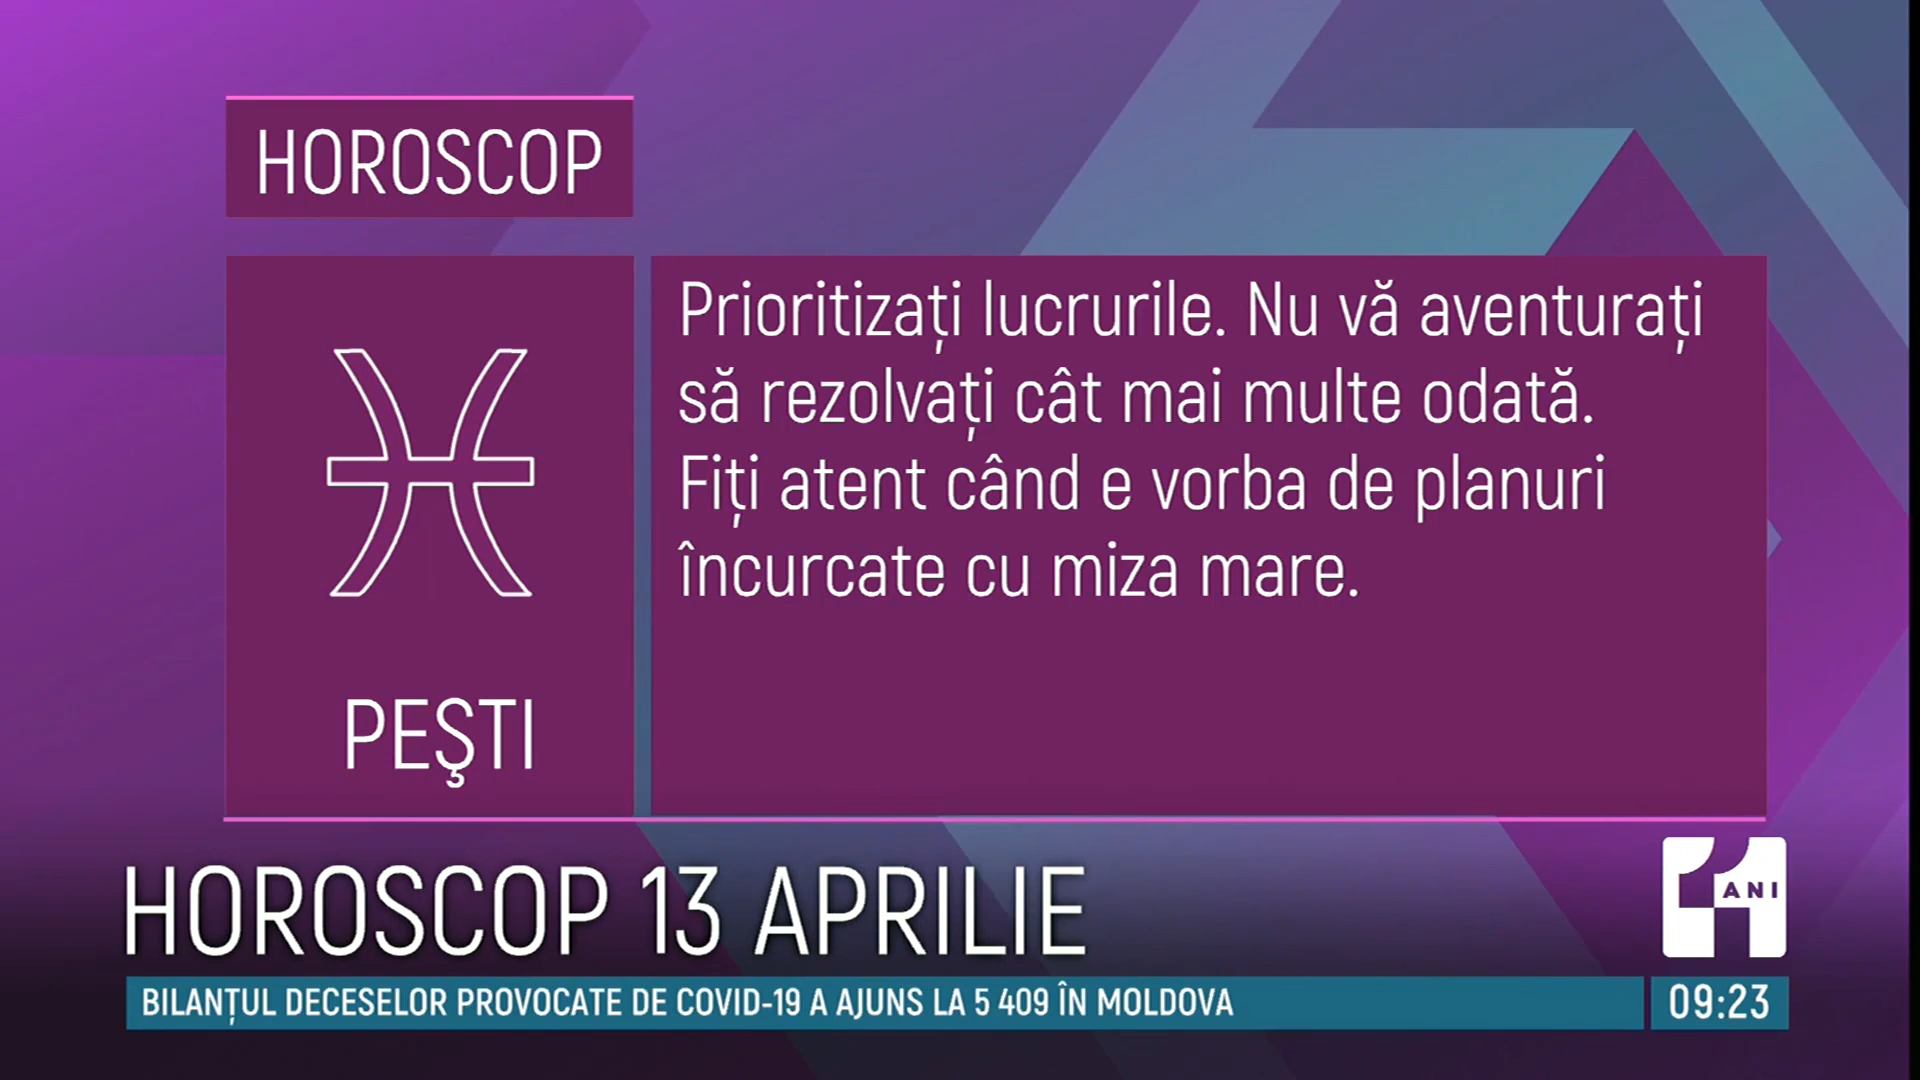 HOROSCOP
Prioritizați lucrurile. Nu vă aventurați
să rezolvați cât mai multe odată.
Fiți atent când e vorba de planuri
încurcate cu miza mare.
PEŞTI
HOROSCOP 13 APRILIE
11 ANI
BILANȚUL DECESELOR PROVOCATE DE COVID-19 A AJUNS LA 5 409 ÎN MOLDOVA
09:23